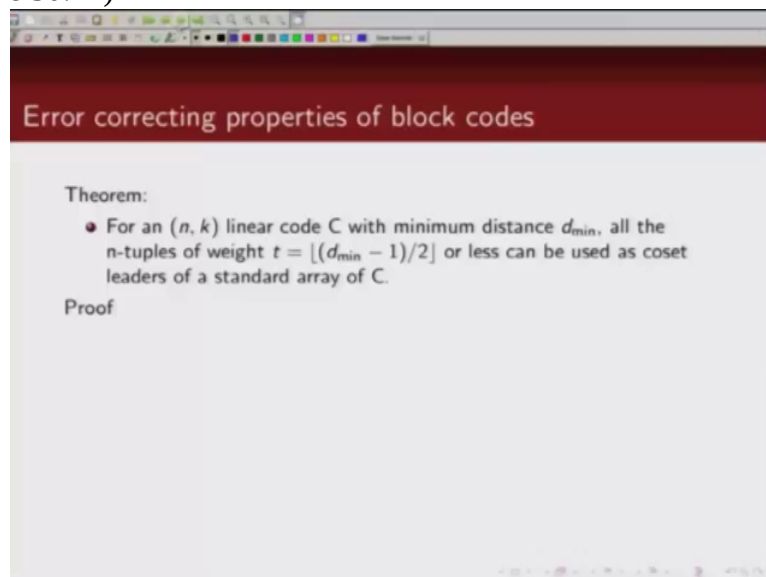 Error correcting properties of block codes
Theorem:
For an (n, k) linear code C with minimum distance d_min, all the
n-tuples of weight t = ⌊(d_min − 1)/2⌋ or less can be used as coset
leaders of a standard array of C.
Proof